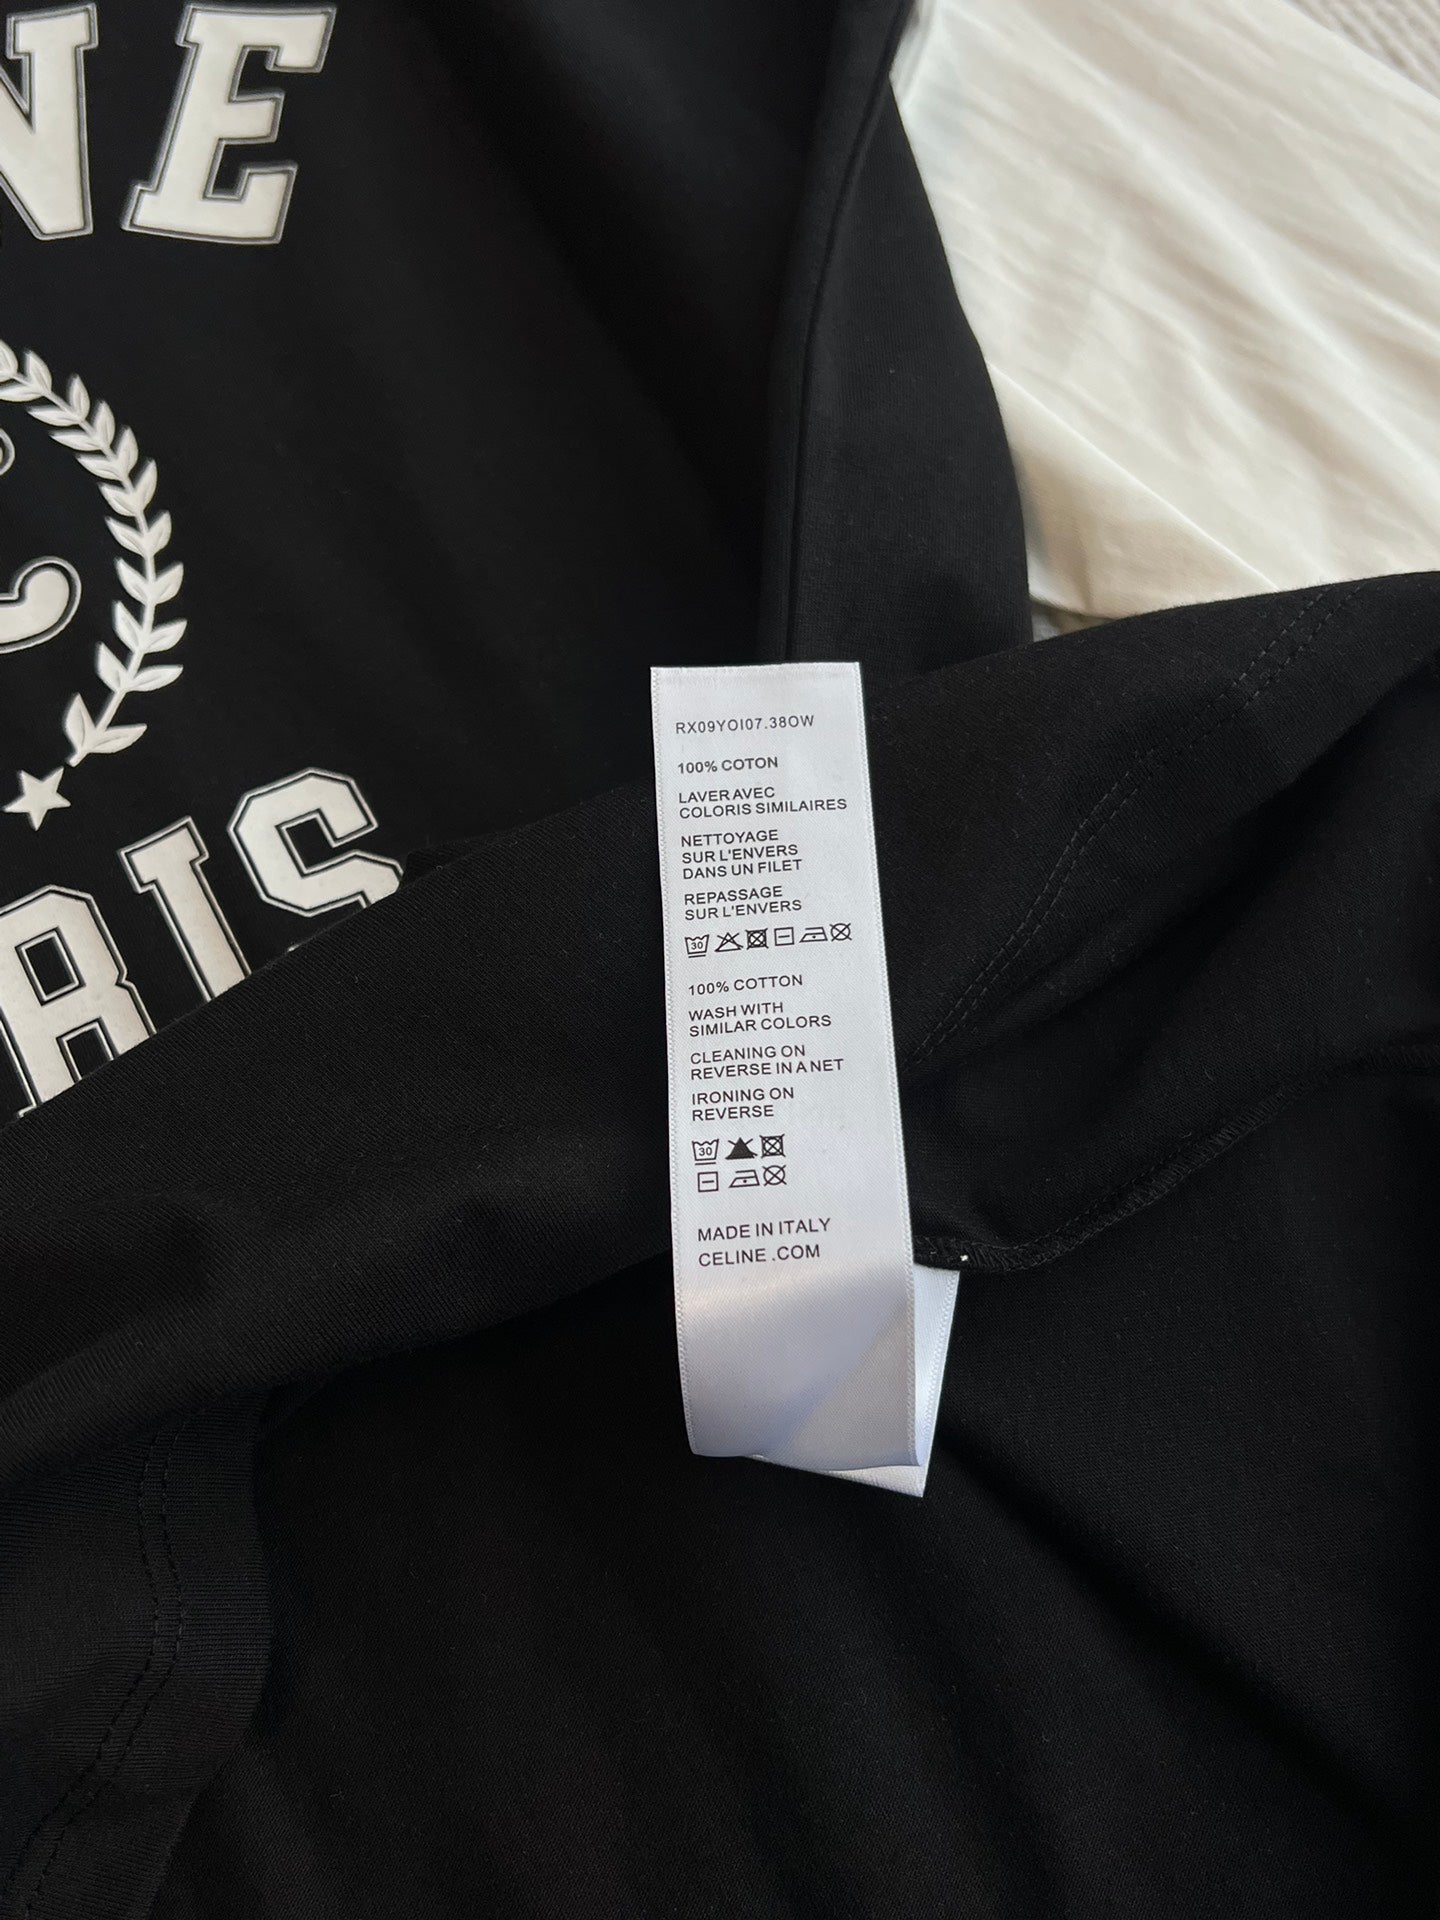 NE
RIS
RX09YOI07.38OW
100% COTON
LAVER AVEC
COLORIS SIMILAIRES
NETTOYAGE
SUR L'ENVERS
DANS UN FILET
REPASSAGE
SUR L'ENVERS
30
100% COTTON
WASH WITH
SIMILAR COLORS
CLEANING ON
REVERSE IN A NET
IRONING ON
REVERSE
30
MADE IN ITALY
CELINE .COM